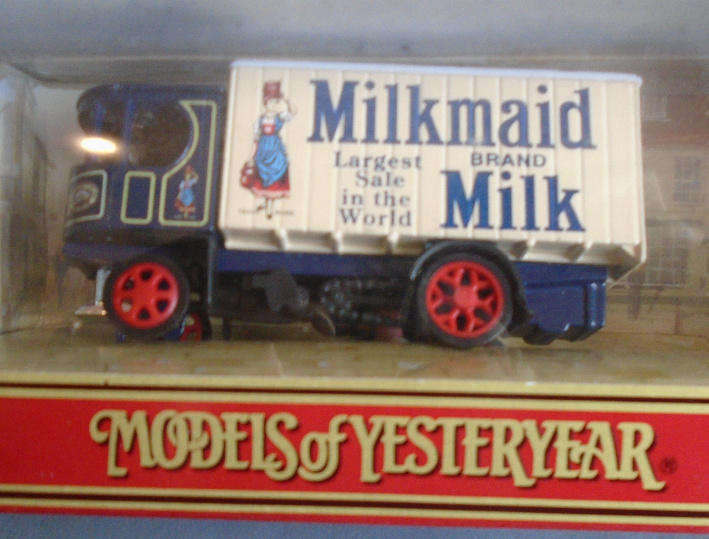 Milkmaid
BRAND
Milk
Largest
Sale
in the
World
MODELS of YESTERYEAR ®